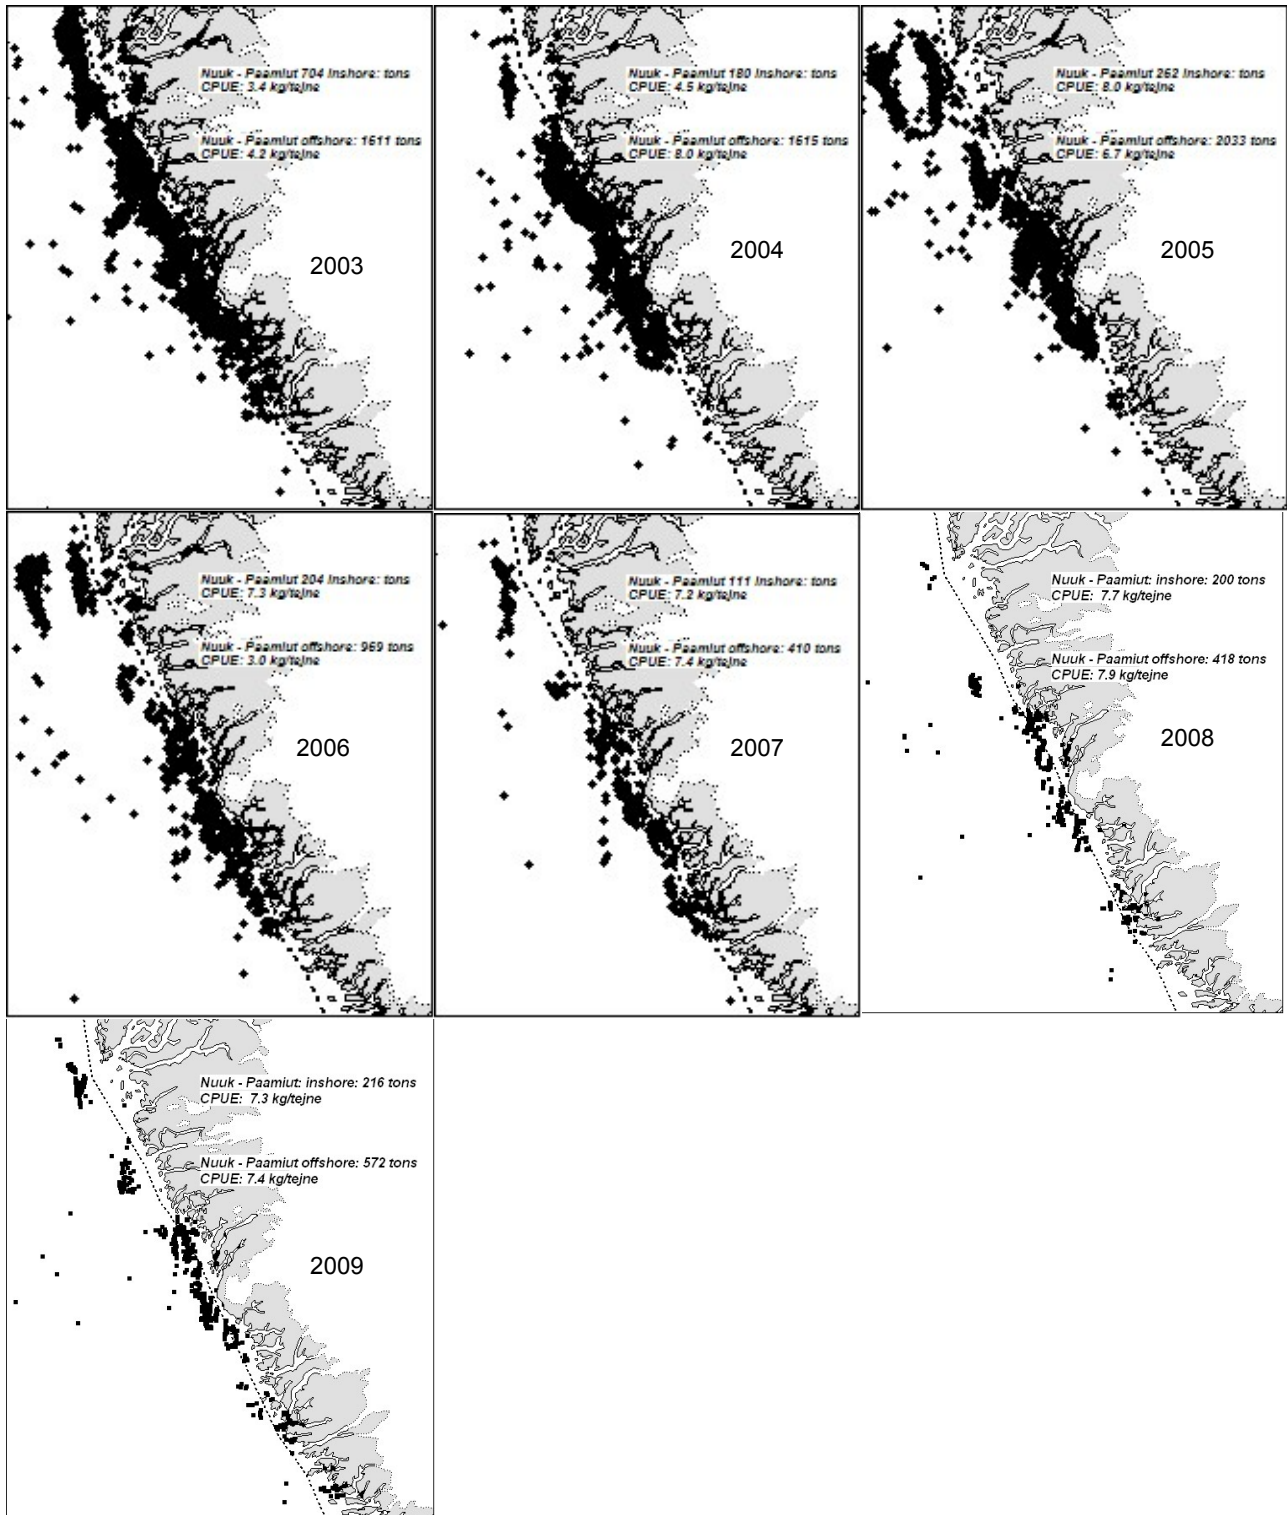 Nuuk - Paamiut 704 Inshore: tons
CPUE: 3.4 kg/tejne
Nuuk - Paamiut offshore: 1611 tons
CPUE: 4.2 kg/tejne
2003
Nuuk - Paamiut 180 Inshore: tons
CPUE: 4.5 kg/tejne
Nuuk - Paamiut offshore: 1615 tons
CPUE: 8.0 kg/tejne
2004
Nuuk - Paamiut 262 Inshore: tons
CPUE: 8.0 kg/tejne
Nuuk - Paamiut offshore: 2033 tons
CPUE: 6.7 kg/tejne
2005
Nuuk - Paamiut 204 Inshore: tons
CPUE: 7.3 kg/tejne
Nuuk - Paamiut offshore: 969 tons
CPUE: 3.0 kg/tejne
2006
Nuuk - Paamiut 111 Inshore: tons
CPUE: 7.2 kg/tejne
Nuuk - Paamiut offshore: 410 tons
CPUE: 7.4 kg/tejne
2007
Nuuk - Paamiut: inshore: 200 tons
CPUE: 7.7 kg/tejne
Nuuk - Paamiut offshore: 418 tons
CPUE: 7.9 kg/tejne
2008
Nuuk - Paamiut: inshore: 216 tons
CPUE: 7.3 kg/tejne
Nuuk - Paamiut offshore: 572 tons
CPUE: 7.4 kg/tejne
2009